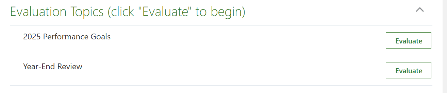 Evaluation Topics (click "Evaluate" to begin)
2025 Performance Goals
Evaluate
Year-End Review
Evaluate